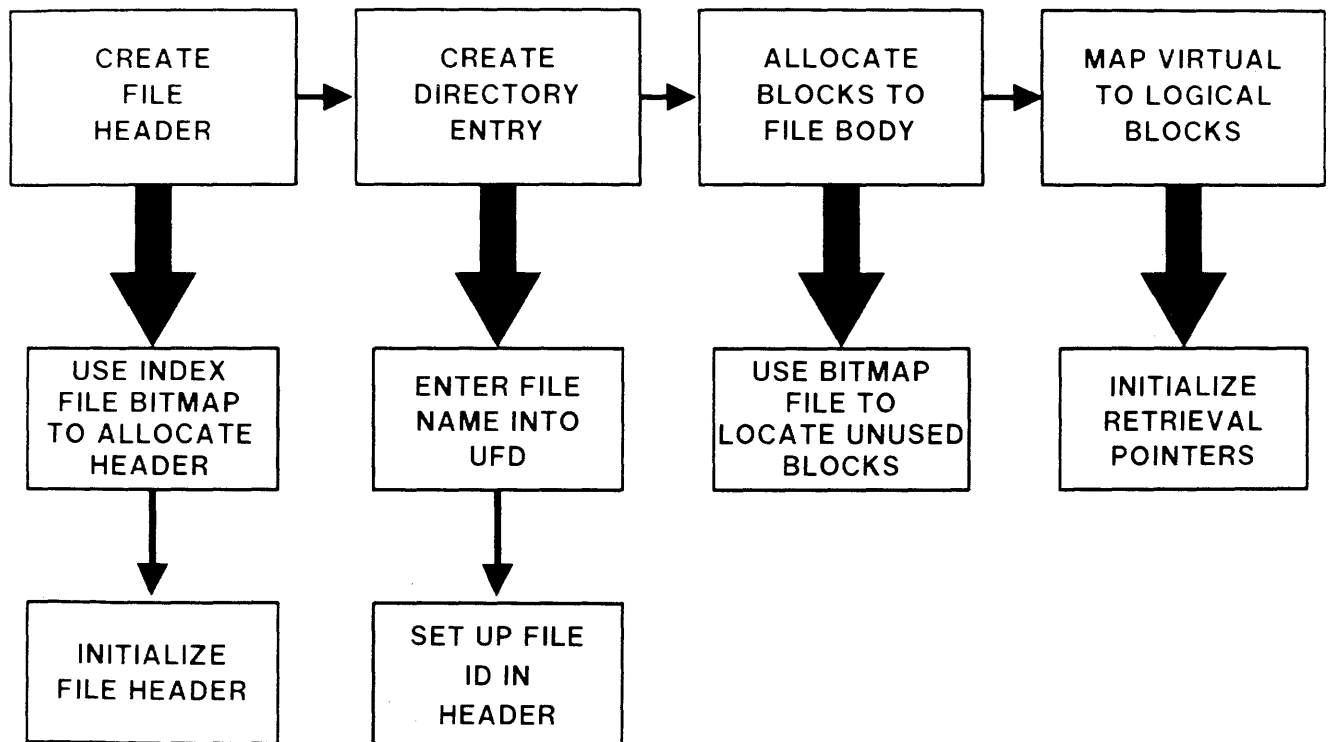 CREATE
FILE
HEADER
CREATE
DIRECTORY
ENTRY
ALLOCATE
BLOCKS TO
FILE BODY
MAP VIRTUAL
TO LOGICAL
BLOCKS
USE INDEX
FILE BITMAP
TO ALLOCATE
HEADER
ENTER FILE
NAME INTO
UFD
USE BITMAP
FILE TO
LOCATE UNUSED
BLOCKS
INITIALIZE
RETRIEVAL
POINTERS
INITIALIZE
FILE HEADER
SET UP FILE
ID IN
HEADER